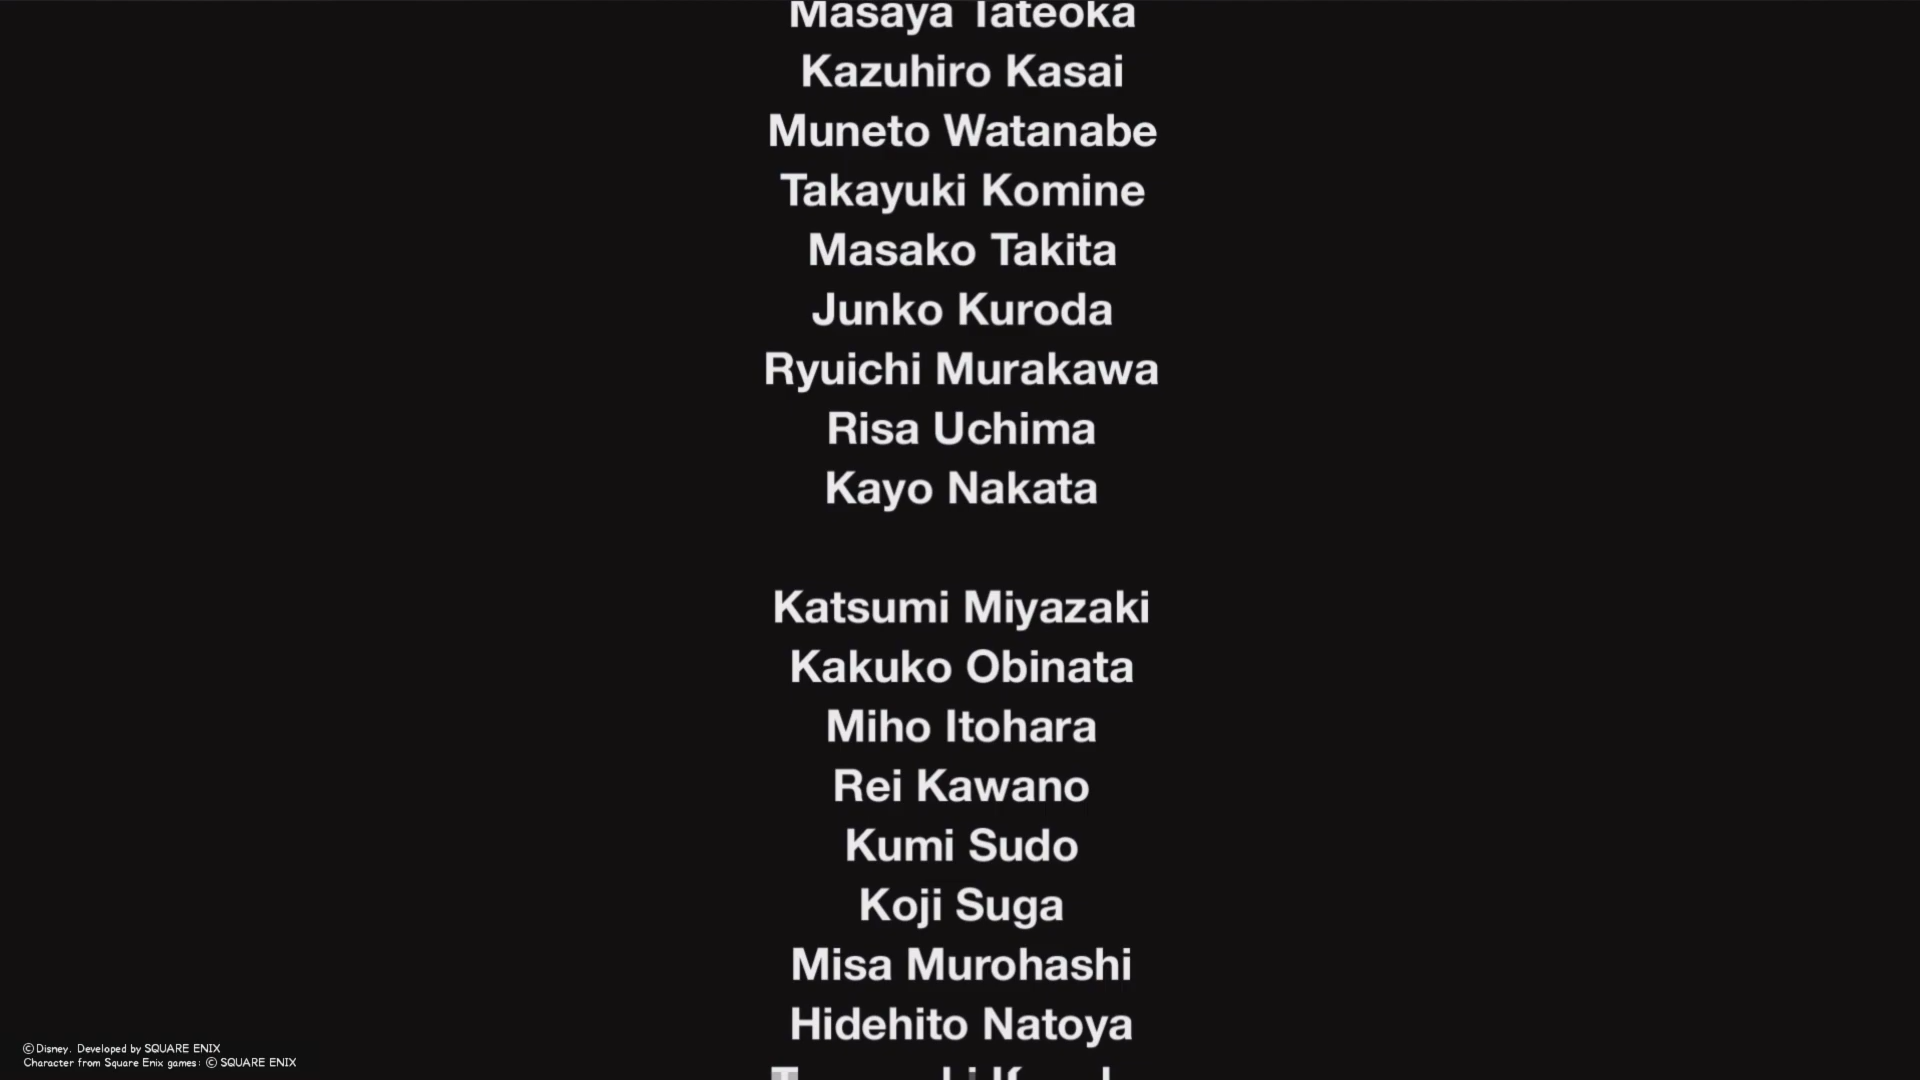 Masaya Tateoka
Kazuhiro Kasai
Muneto Watanabe
Takayuki Komine
Masako Takita
Junko Kuroda
Ryuichi Murakawa
Risa Uchima
Kayo Nakata
Katsumi Miyazaki
Kakuko Obinata
Miho Itohara
Rei Kawano
Kumi Sudo
Koji Suga
Misa Murohashi
Hidehito Natoya
© Disney. Developed by SQUARE ENIX
Character from Square Enix games: © SQUARE ENIX